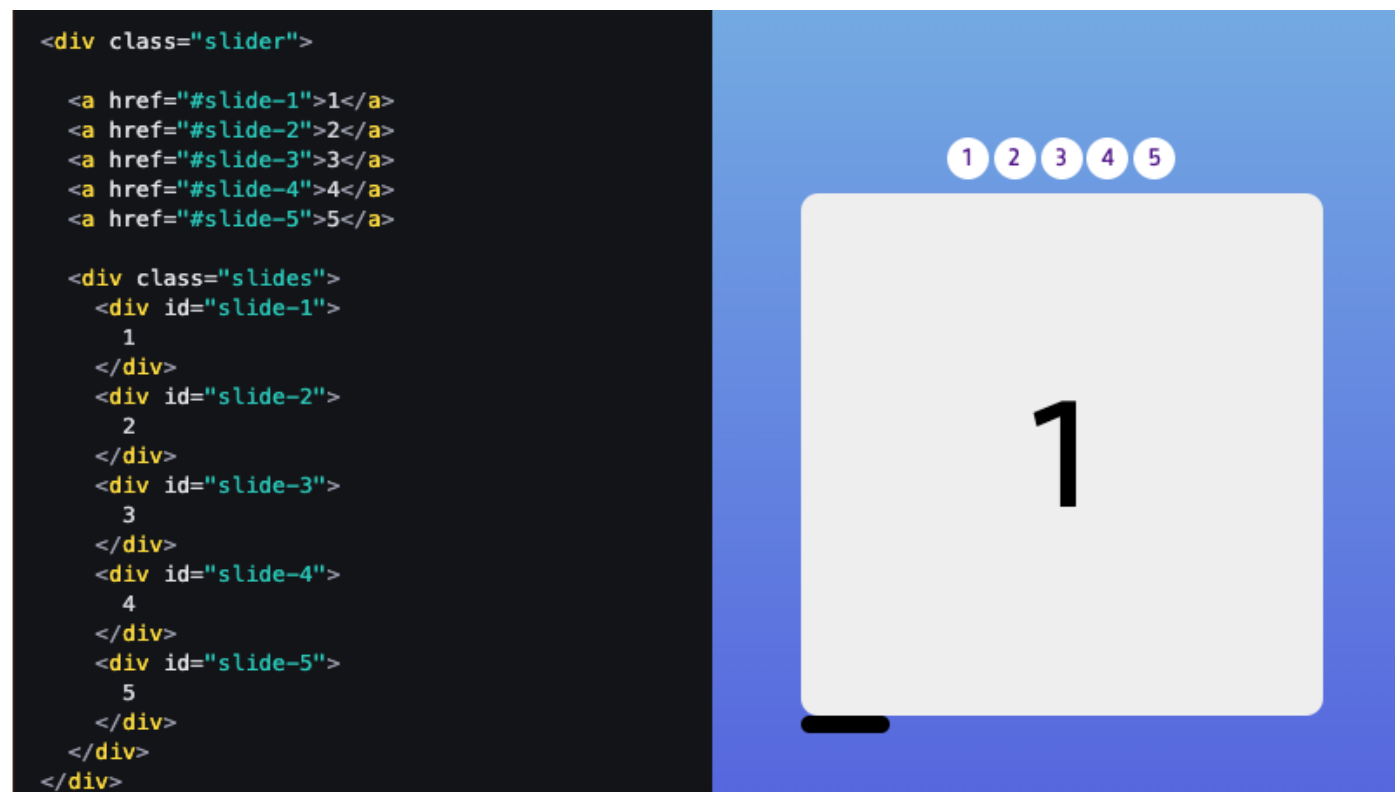 <div class="slider">
<a href="#slide-1">1</a>
<a href="#slide-2">2</a>
<a href="#slide-3">3</a>
<a href="#slide-4">4</a>
<a href="#slide-5">5</a>
<div class="slides">
<div id="slide-1">
1
</div>
<div id="slide-2">
2
</div>
<div id="slide-3">
3
</div>
<div id="slide-4">
4
</div>
<div id="slide-5">
5
</div>
</div>
</div>
1 2 3 4 5
1